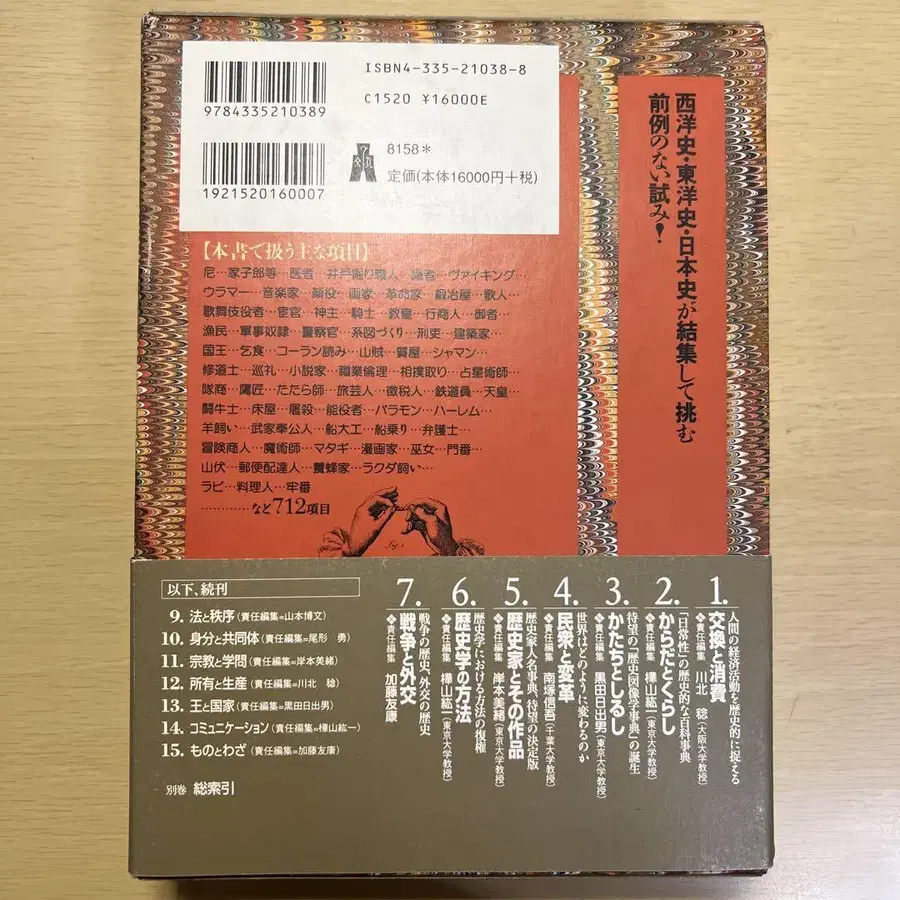 ISBN4-335-21038-8
C1520 ¥16000E
9784335210389
8158*
定価(本体16000円+税)
1921520160007
西洋史・東洋史・日本史が結集して挑む
前例のない試み!
【本書で扱う主な項目】
尼…家子郎等…医者…井戸掘り職人…隠者…ヴァイキング…
ウラマー…音楽家…顔役…画家…革命家…鍛冶屋…歌人…
歌舞伎役者…宦官…神主…騎士…教皇…行商人…御者…
漁民…軍事奴隷…警察官…系図づくり…刑吏…建築家…
国王…乞食…コーラン読み…山賊…質屋…シャマン…
修道士…巡礼…小説家…職業倫理…相撲取り…占星術師…
隊商…鷹匠…たたら師…旅芸人…徴税人…鉄道員…天皇…
闘牛士…床屋…屠殺…能役者…バラモン…ハーレム…
羊飼い…武家奉公人…船大工…船乗り…弁護士…
冒険商人…魔術師…マタギ…漫画家…巫女…門番…
山伏…郵便配達人…養蜂家…ラクダ飼い…
ラビ…料理人…牢番
…………など712項目
fig.1
1.
人間の経済活動を歴史的に捉える
交換と消費
❖責任編集 川北 稔(大阪大学教授)
2.
「日常性」の歴史的な百科事典
からだとくらし
❖責任編集 樺山紘一(東京大学教授)
3.
待望の「歴史図像学事典」の誕生
かたちとしるし
❖責任編集 黒田日出男(東京大学教授)
4.
世界はどのように変わるのか
民衆と変革
❖責任編集 南塚信吾(千葉大学教授)
5.
歴史家人名事典、待望の決定版
歴史家とその作品
❖責任編集 岸本美緒(東京大学教授)
6.
歴史学における方法の復権
歴史学の方法
❖責任編集 樺山紘一(東京大学教授)
7.
戦争の歴史、外交の歴史
戦争と外交
❖責任編集 加藤友康
以下、続刊
9. 法と秩序(責任編集=山本博文)
10. 身分と共同体(責任編集=尾形 勇)
11. 宗教と学問(責任編集=岸本美緒)
12. 所有と生産(責任編集=川北 稔)
13. 王と国家(責任編集=黒田日出男)
14. コミュニケーション(責任編集=樺山紘一)
15. ものとわざ(責任編集=加藤友康)
別巻 総索引